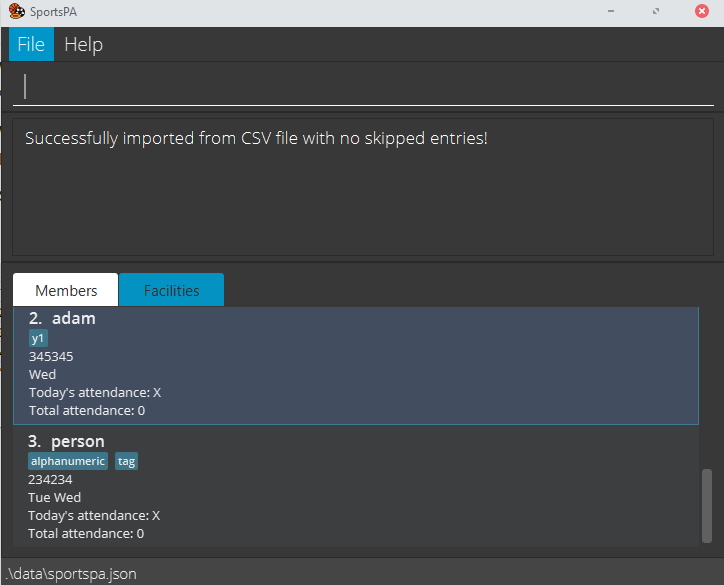 SportsPA
File Help
Successfully imported from CSV file with no skipped entries!
Members Facilities
2. adam
y1
345345
Wed
Today's attendance: X
Total attendance: 0
3. person
alphanumeric tag
234234
Tue Wed
Today's attendance: X
Total attendance: 0
.\data\sportspa.json